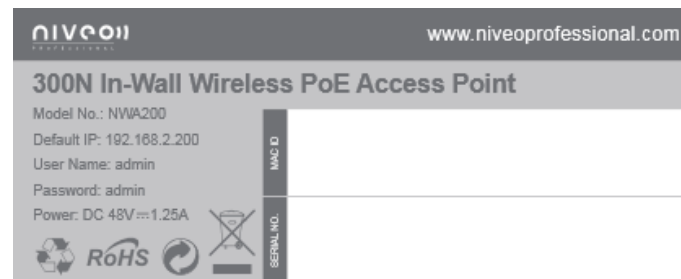 niveo
PROFESSIONAL
www.niveoprofessional.com
300N In-Wall Wireless PoE Access Point
Model No.: NWA200
Default IP: 192.168.2.200
User Name: admin
Password: admin
Power: DC 48V⎓1.25A
RoHS
MAC ID
SERIAL NO.